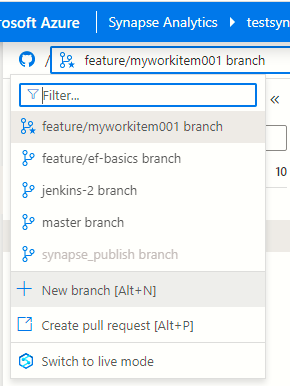 rosoft Azure Synapse Analytics ▸ testsyn
/ feature/myworkitem001 branch
Filter...
feature/myworkitem001 branch
feature/ef-basics branch
jenkins-2 branch
master branch
synapse_publish branch
New branch [Alt+N]
Create pull request [Alt+P]
Switch to live mode
«
10